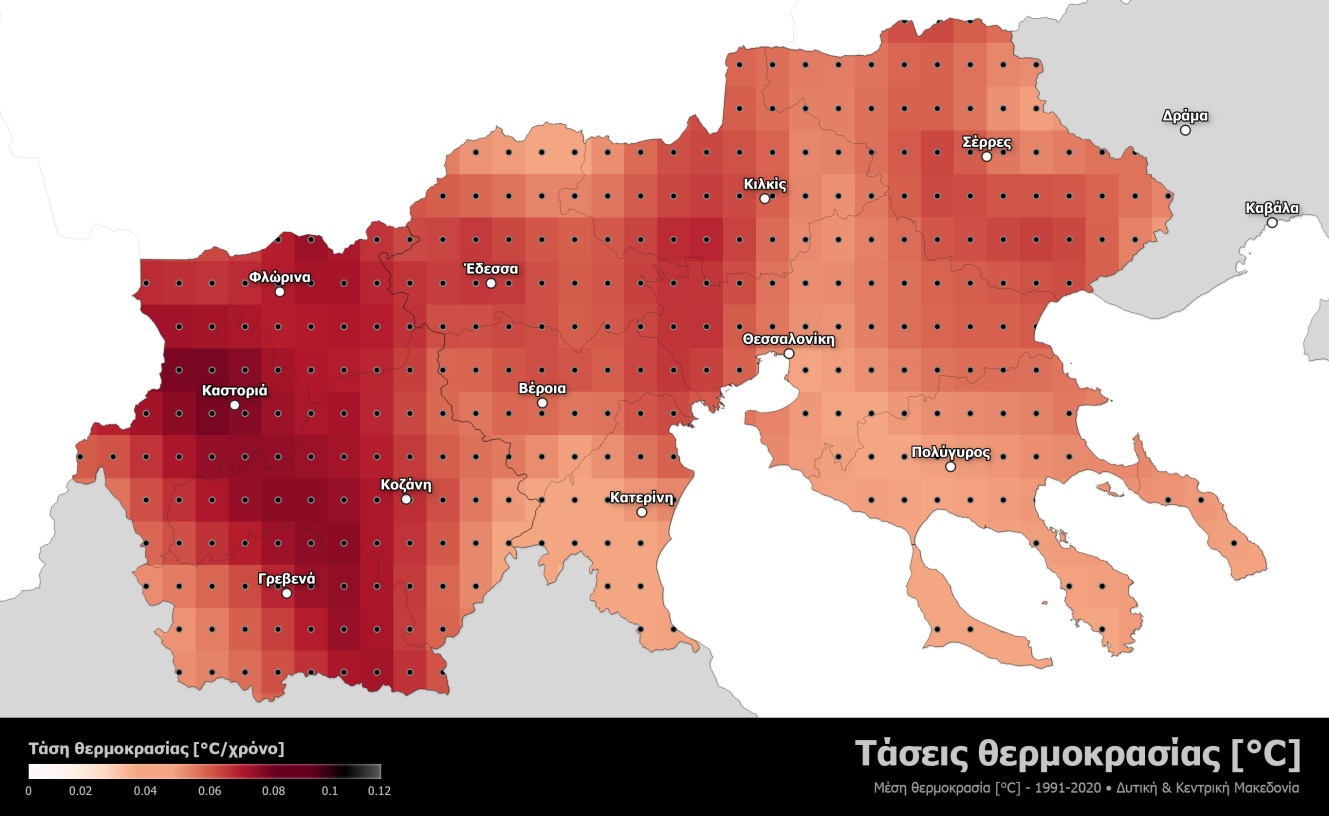 Δράμα
Σέρρες
Κιλκίς
Καβάλα
Έδεσσα
Φλώρινα
Θεσσαλονίκη
Καστοριά
Βέροια
Πολύγυρος
Κοζάνη
Κατερίνη
Γρεβενά
Τάση θερμοκρασίας [°C/χρόνο]
0 0.02 0.04 0.06 0.08 0.1 0.12
Τάσεις θερμοκρασίας [°C]
Μέση θερμοκρασία [°C] - 1991-2020 • Δυτική & Κεντρική Μακεδονία